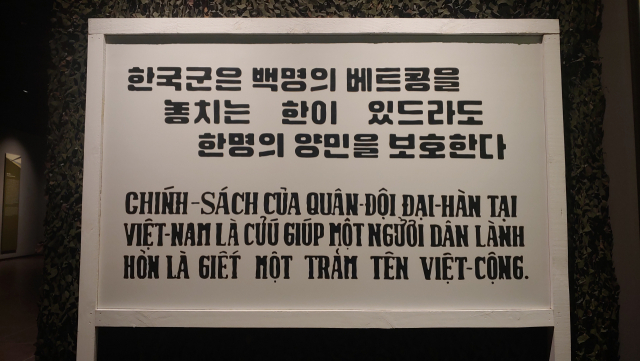 한국군은 백명의 베트콩을
놓치는 한이 있드라도
한명의 양민을 보호한다
CHÍNH-SÁCH CỦA QUÂN-ĐỘI ĐẠI-HÀN TẠI
VIỆT-NAM LÀ CỨU GIÚP MỘT NGƯỜI DÂN LÀNH
HƠN LÀ GIẾT MỘT TRĂM TÊN VIỆT-CỘNG.